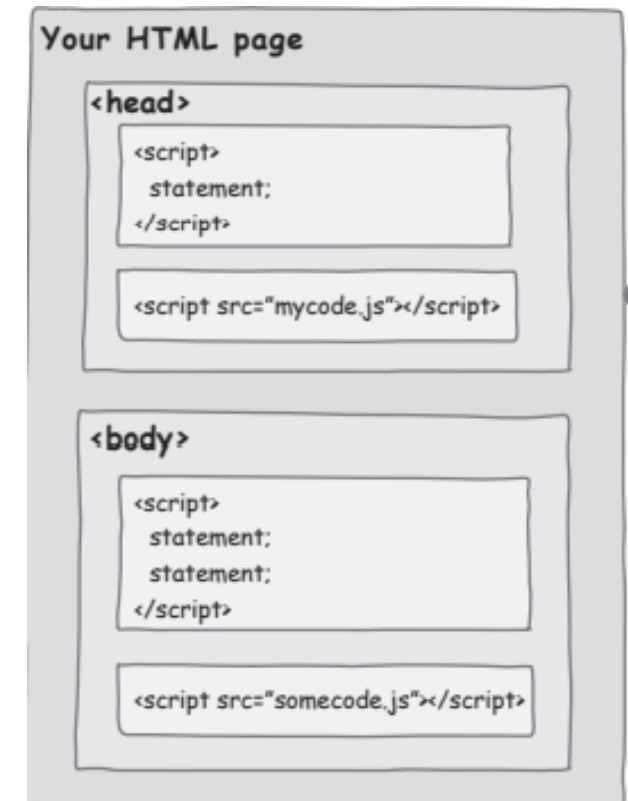 Your HTML page
<head>
<script>
statement;
</script>
<script src="mycode.js"></script>
<body>
<script>
statement;
statement;
</script>
<script src="somecode.js"></script>